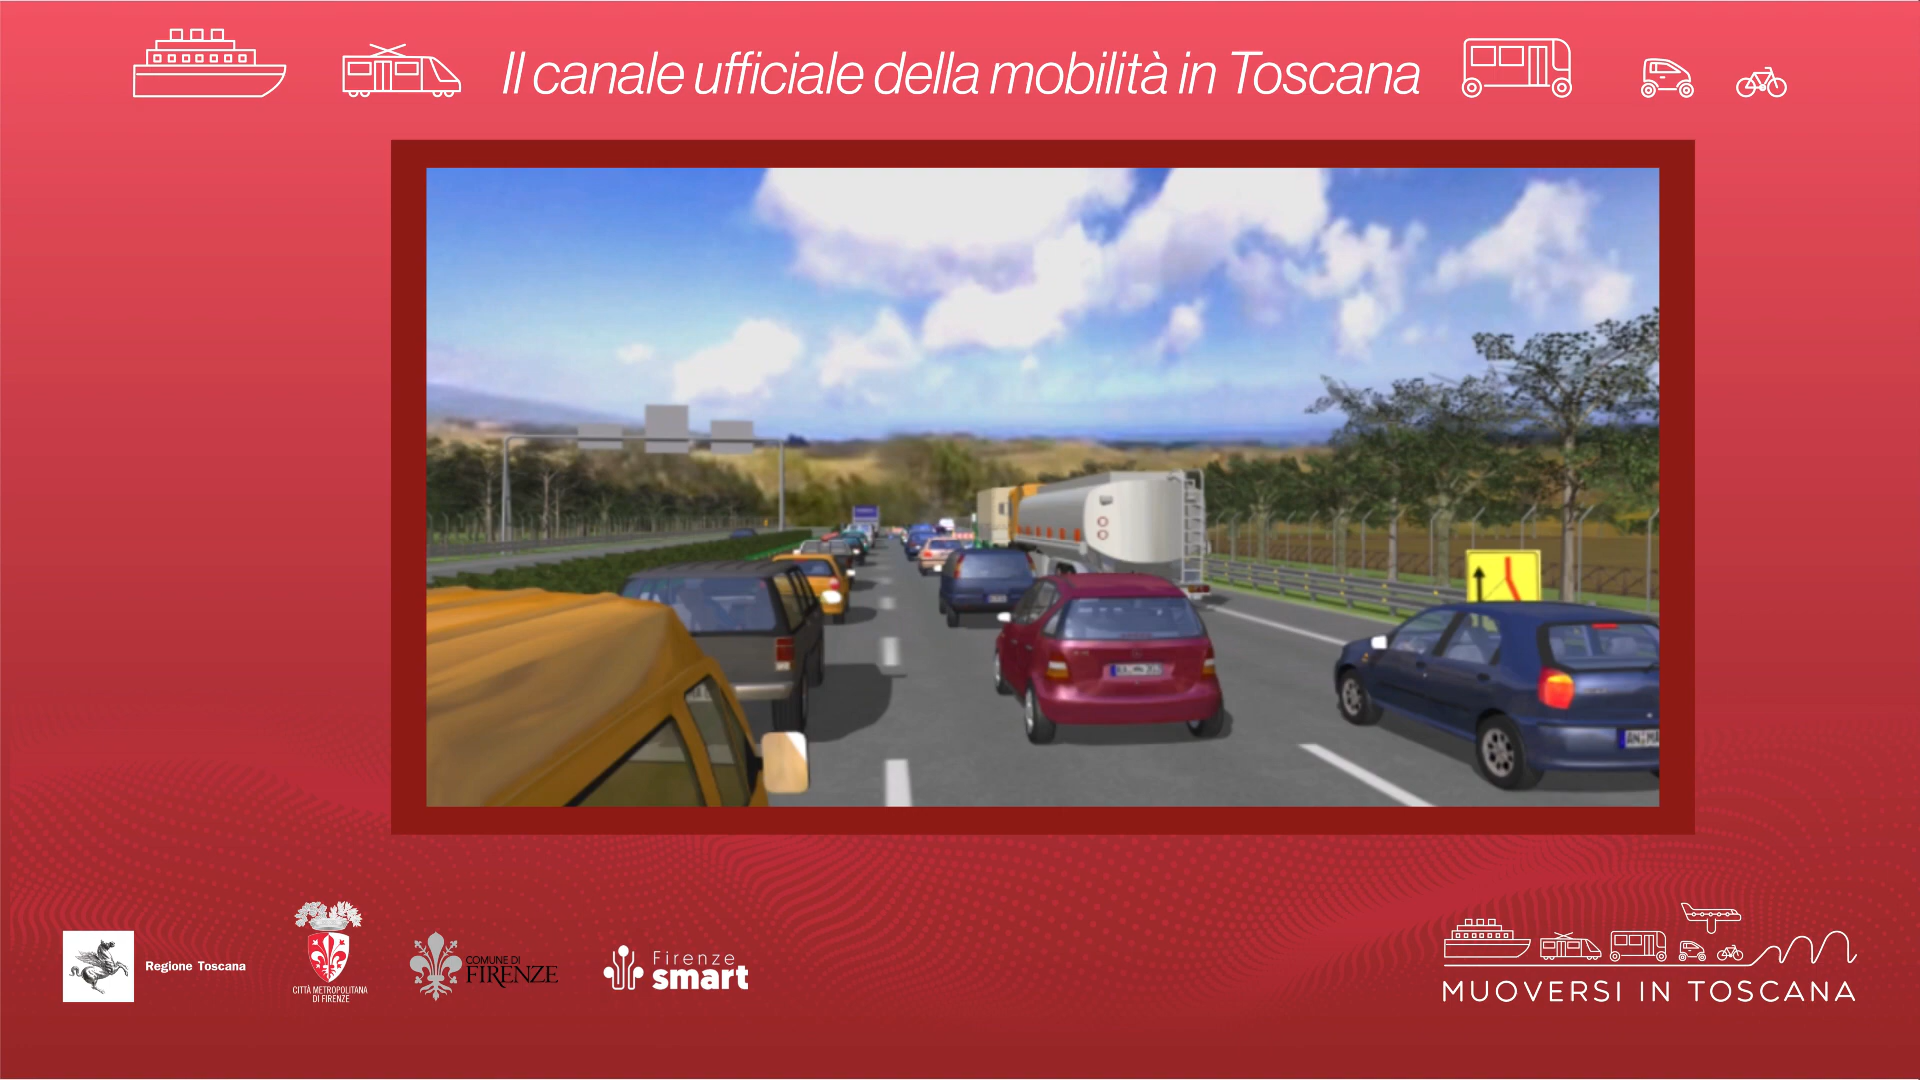 Il canale ufficiale della mobilità in Toscana
Regione Toscana
CITTÀ METROPOLITANA
DI FIRENZE
COMUNE DI
FIRENZE
Firenze
smart
MUOVERSI IN TOSCANA